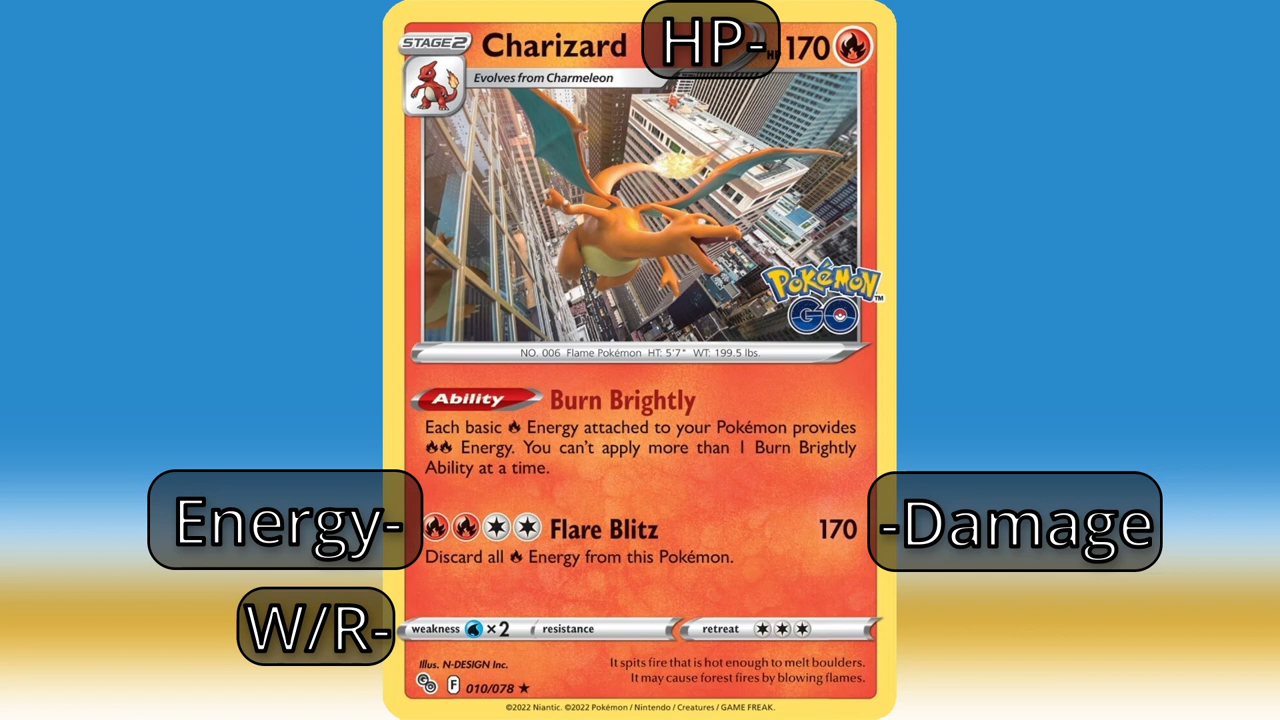 STAGE 2 Charizard HP- HP 170
Evolves from Charmeleon
POKéMON™
GO
NO. 006 Flame Pokémon HT: 5'7" WT: 199.5 lbs.
Ability Burn Brightly
Each basic Energy attached to your Pokémon provides
Energy. You can't apply more than 1 Burn Brightly
Ability at a time.
Energy- Flare Blitz 170 -Damage
Discard all Energy from this Pokémon.
W/R- weakness ×2 resistance retreat
Illus. N-DESIGN Inc.
It spits fire that is hot enough to melt boulders.
It may cause forest fires by blowing flames.
F 010/078 ★
©2022 Niantic. ©2022 Pokémon / Nintendo / Creatures / GAME FREAK.